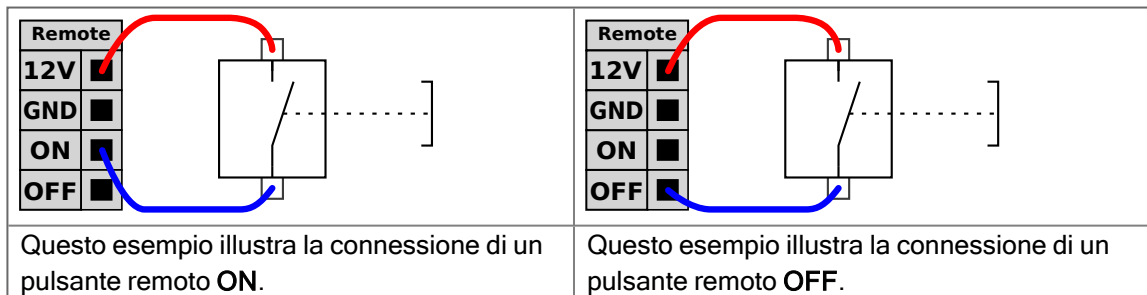 Remote
12V
GND
ON
OFF
Questo esempio illustra la connessione di un
pulsante remoto ON.
Remote
12V
GND
ON
OFF
Questo esempio illustra la connessione di un
pulsante remoto OFF.